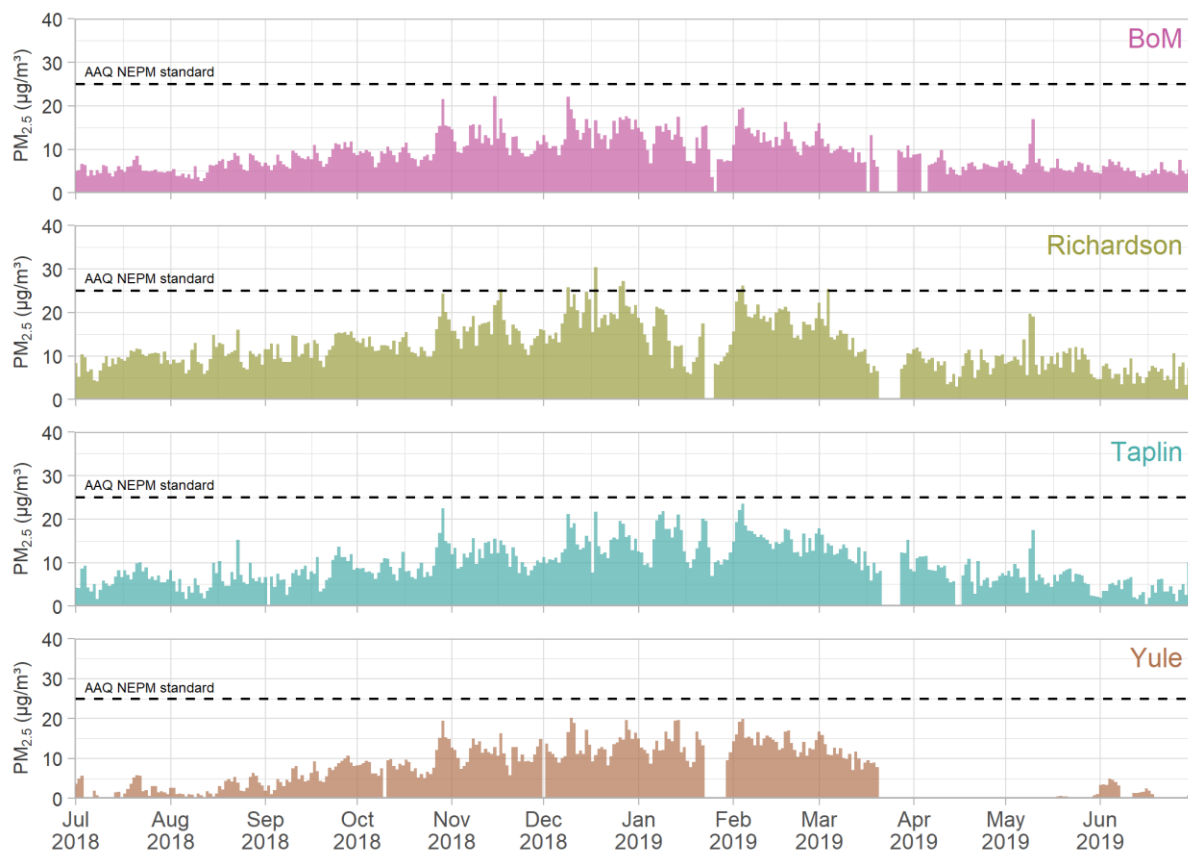 40
BoM
30
AAQ NEPM standard
20
10
0
PM2.5 (µg/m³)
40
Richardson
30
AAQ NEPM standard
20
10
0
PM2.5 (µg/m³)
40
Taplin
30
AAQ NEPM standard
20
10
0
PM2.5 (µg/m³)
40
Yule
30
AAQ NEPM standard
20
10
0
PM2.5 (µg/m³)
Jul Aug Sep Oct Nov Dec Jan Feb Mar Apr May Jun
2018 2018 2018 2018 2018 2018 2019 2019 2019 2019 2019 2019